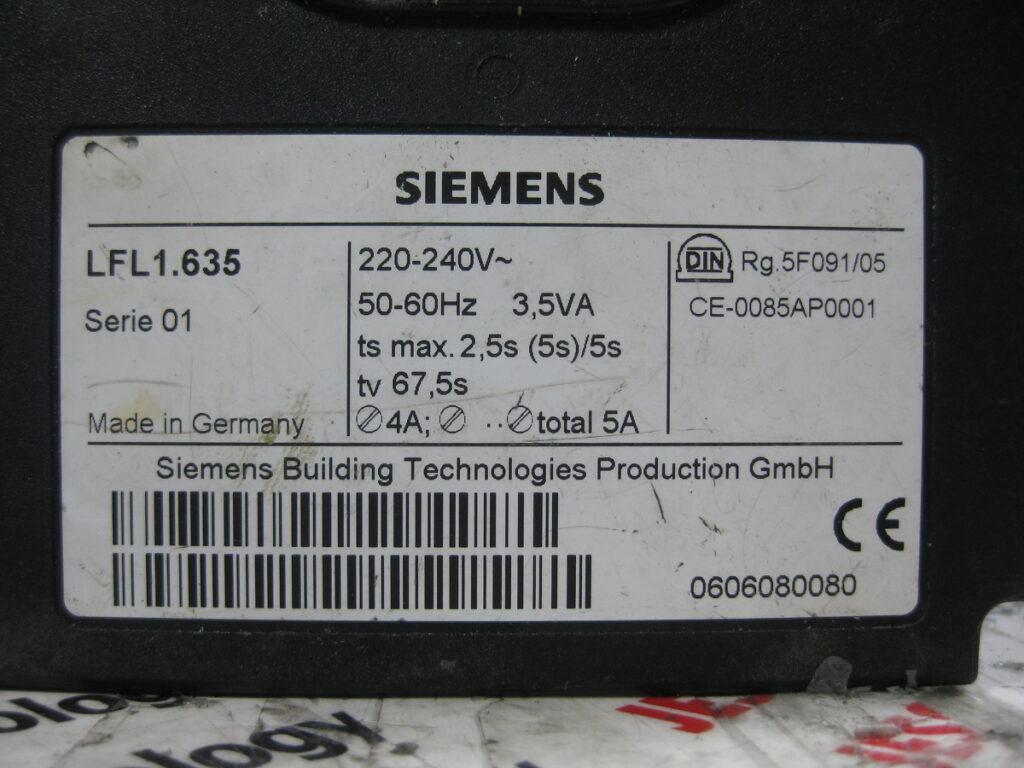 SIEMENS
LFL1.635
Serie 01
Made in Germany
220-240V~
50-60Hz 3,5VA
ts max. 2,5s (5s)/5s
tv 67,5s
4A; ..total 5A
DIN Rg.5F091/05
CE-0085AP0001
Siemens Building Technologies Production GmbH
CE
0606080080